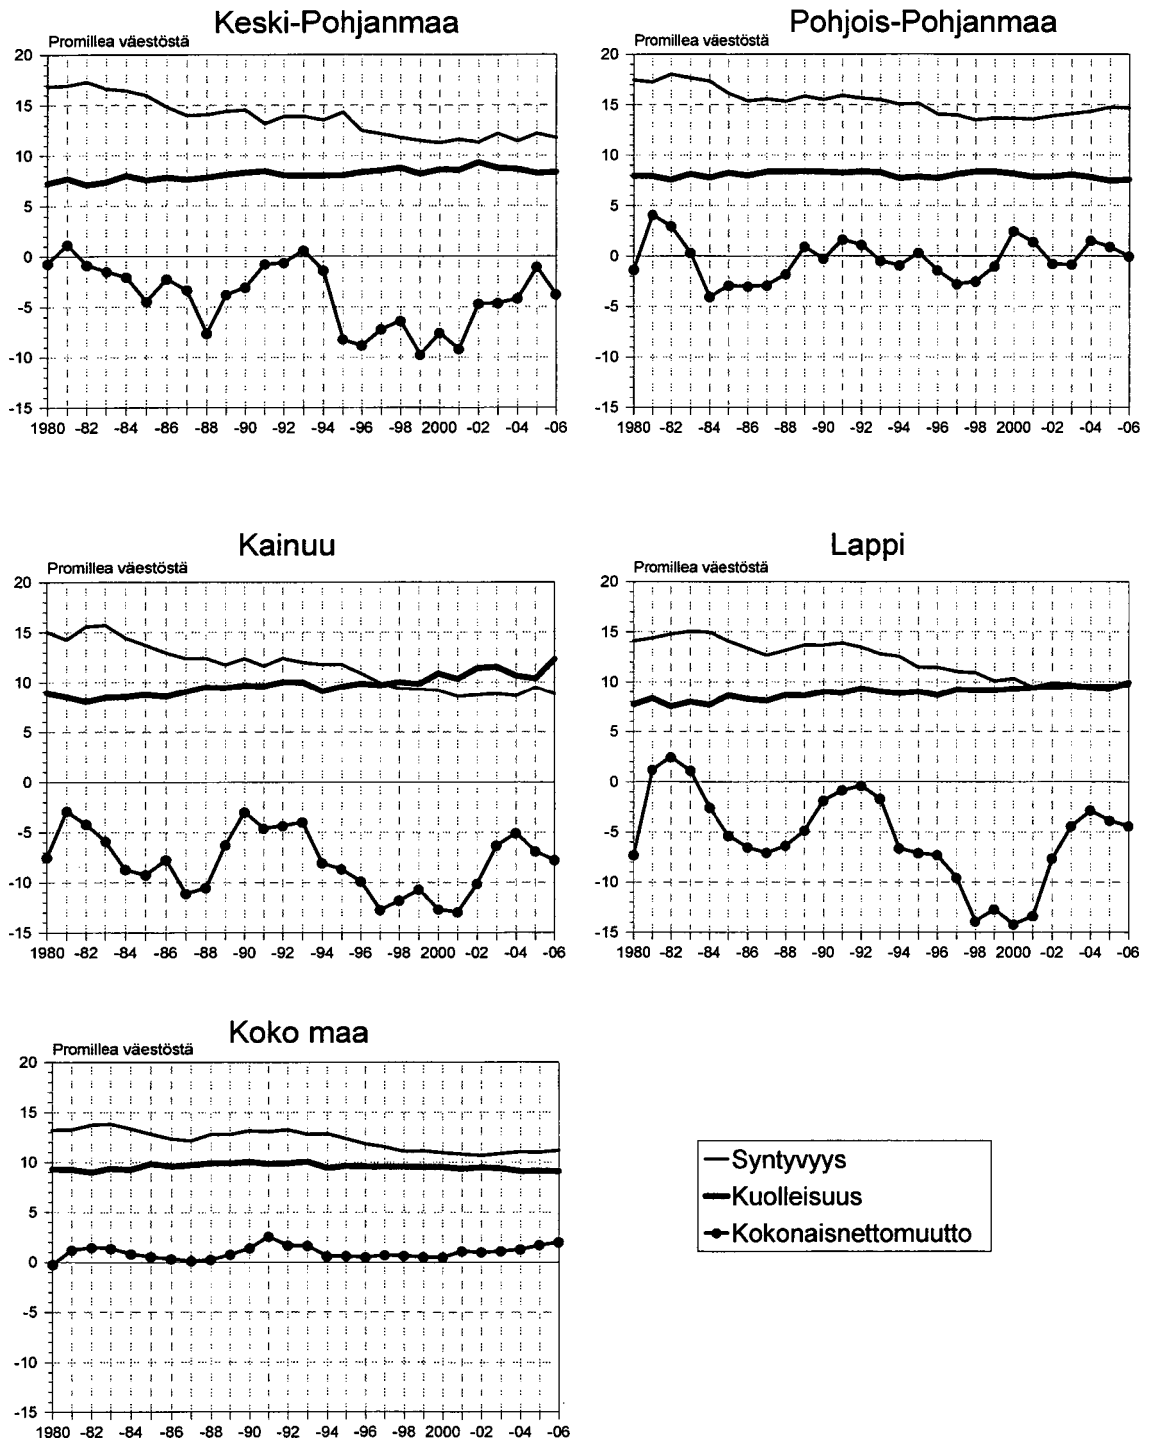 Keski-Pohjanmaa
Promillea väestöstä
20
15
10
5
0
-5
-10
-15
1980 -82 -84 -86 -88 -90 -92 -94 -96 -98 2000 -02 -04 -06
Pohjois-Pohjanmaa
Promillea väestöstä
20
15
10
5
0
-5
-10
-15
1980 -82 -84 -86 -88 -90 -92 -94 -96 -98 2000 -02 -04 -06
Kainuu
Promillea väestöstä
20
15
10
5
0
-5
-10
-15
1980 -82 -84 -86 -88 -90 -92 -94 -96 -98 2000 -02 -04 -06
Lappi
Promillea väestöstä
20
15
10
5
0
-5
-10
-15
1980 -82 -84 -86 -88 -90 -92 -94 -96 -98 2000 -02 -04 -06
Koko maa
Promillea väestöstä
20
15
10
5
0
-5
-10
-15
1980 -82 -84 -86 -88 -90 -92 -94 -96 -98 2000 -02 -04 -06
Syntyvyys
Kuolleisuus
Kokonaisnettomuutto